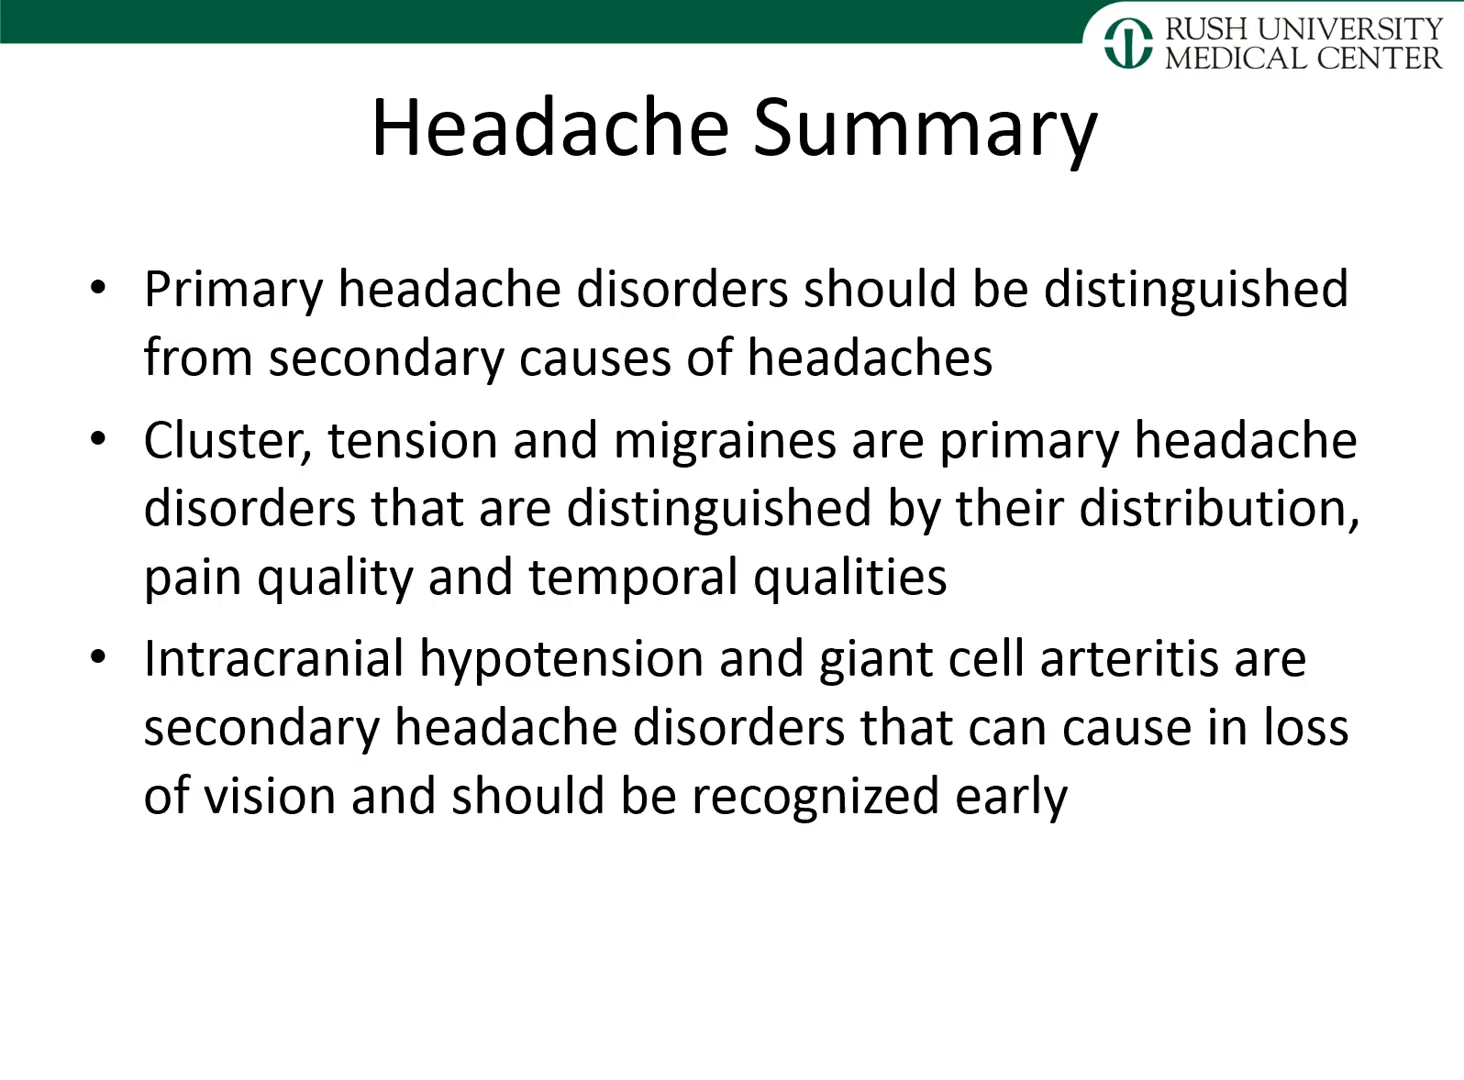 RUSH UNIVERSITY
MEDICAL CENTER
Headache Summary
• Primary headache disorders should be distinguished
from secondary causes of headaches
• Cluster, tension and migraines are primary headache
disorders that are distinguished by their distribution,
pain quality and temporal qualities
• Intracranial hypotension and giant cell arteritis are
secondary headache disorders that can cause in loss
of vision and should be recognized early